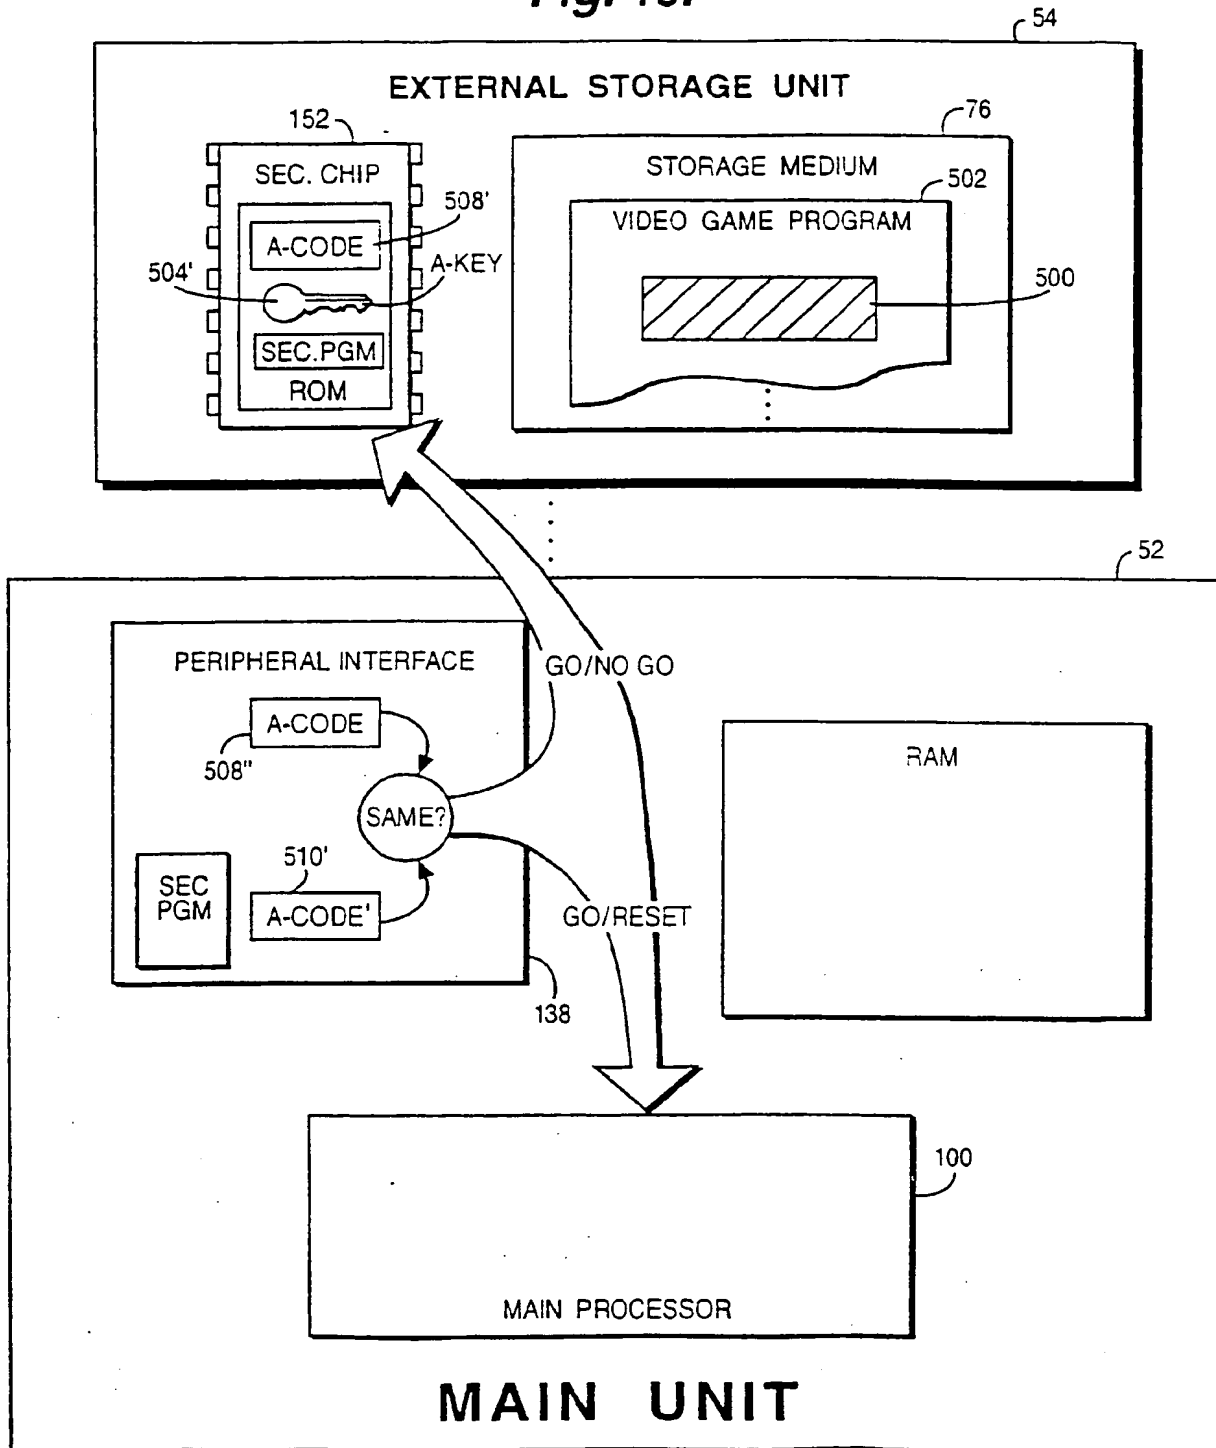 54
EXTERNAL STORAGE UNIT
152
76
SEC. CHIP
STORAGE MEDIUM
508'
502
A-CODE
VIDEO GAME PROGRAM
504'
A-KEY
500
SEC.PGM
ROM
52
PERIPHERAL INTERFACE
GO/NO GO
A-CODE
508"
RAM
SAME?
510'
SEC
PGM
A-CODE'
GO/RESET
138
100
MAIN PROCESSOR
MAIN UNIT